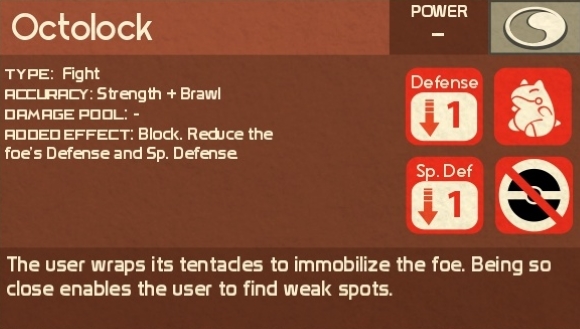 Octolock
POWER
–
TYPE: Fight
ACCURACY: Strength + Brawl
DAMAGE POOL: -
ADDED EFFECT: Block. Reduce the
foe's Defense and Sp. Defense.
Defense
1
Sp. Def
1
The user wraps its tentacles to immobilize the foe. Being so
close enables the user to find weak spots.